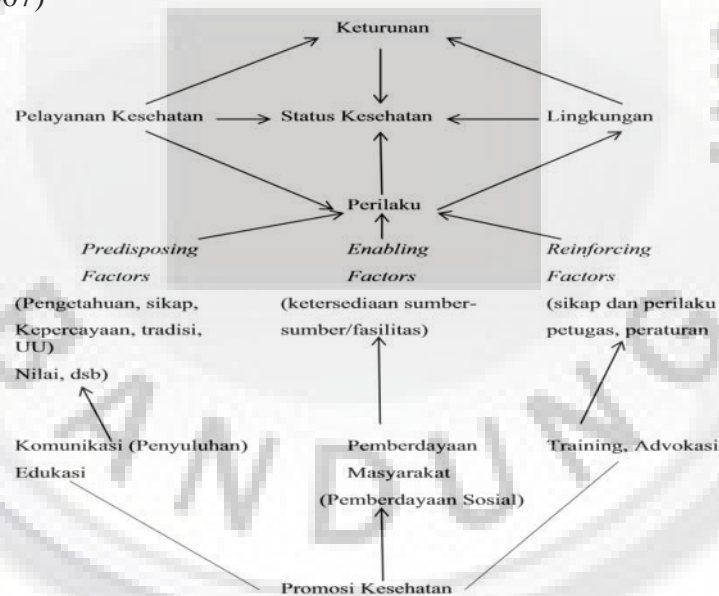 07)
Keturunan
Pelayanan Kesehatan
Status Kesehatan
Lingkungan
Perilaku
Predisposing
Factors
(Pengetahuan, sikap,
Kepercayaan, tradisi,
UU)
Nilai, dsb)
Enabling
Factors
(ketersediaan sumber-
sumber/fasilitas)
Reinforcing
Factors
(sikap dan perilaku
petugas, peraturan
Komunikasi (Penyuluhan)
Edukasi
Pemberdayaan
Masyarakat
(Pemberdayaan Sosial)
Training, Advokasi
Promosi Kesehatan
BANDUNG